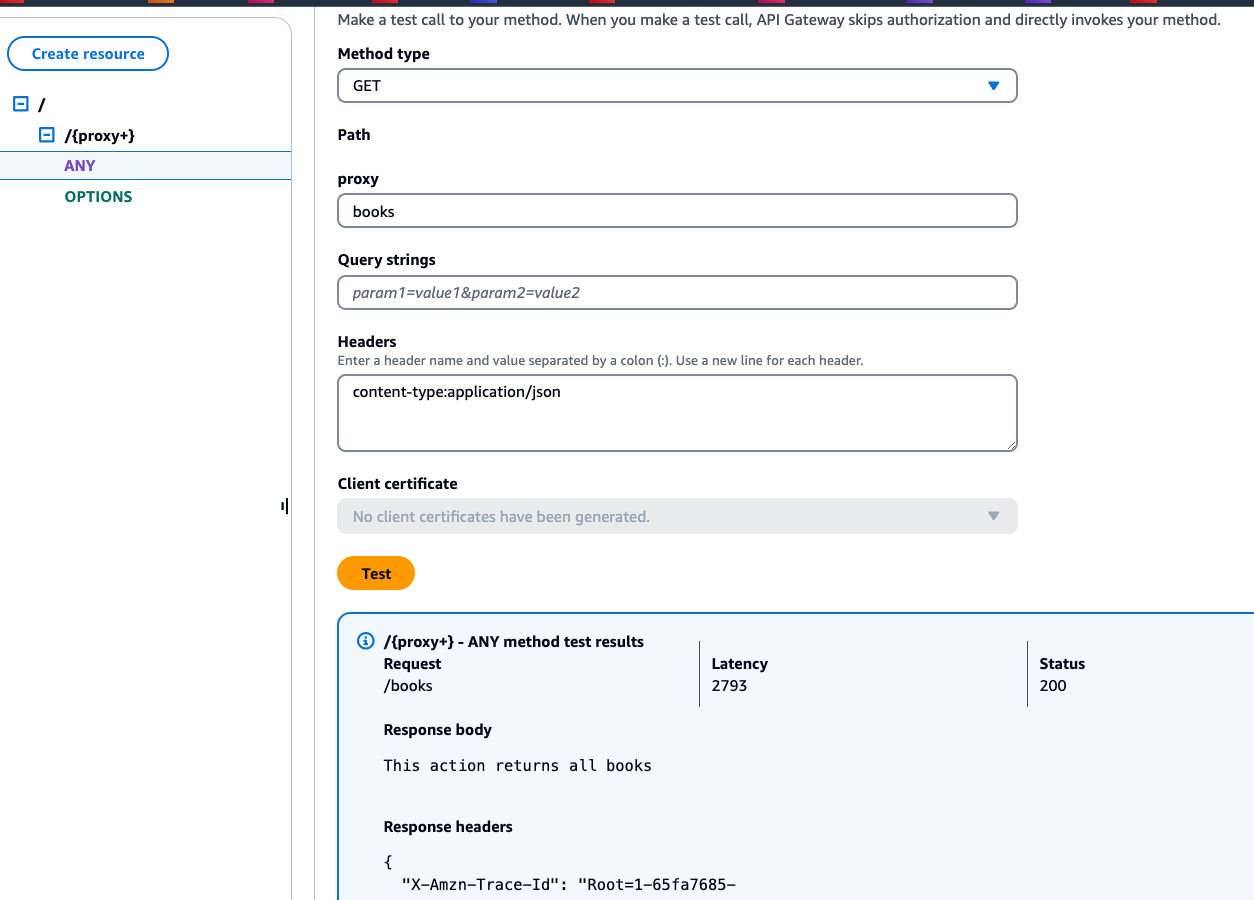 Make a test call to your method. When you make a test call, API Gateway skips authorization and directly invokes your method.
Create resource
/
/{proxy+}
ANY
OPTIONS
Method type
GET
Path
proxy
books
Query strings
param1=value1&param2=value2
Headers
Enter a header name and value separated by a colon (:). Use a new line for each header.
content-type:application/json
Client certificate
No client certificates have been generated.
Test
/{proxy+} - ANY method test results
Request
/books
Latency
2793
Status
200
Response body
This action returns all books
Response headers
{
"X-Amzn-Trace-Id": "Root=1-65fa7685-